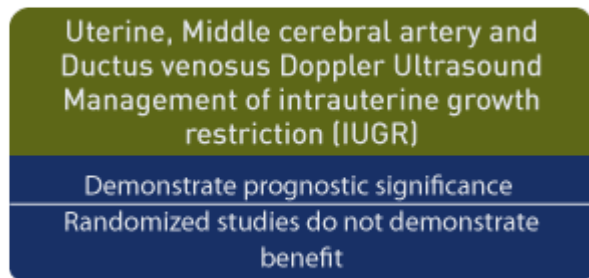 Uterine, Middle cerebral artery and
Ductus venosus Doppler Ultrasound
Management of intrauterine growth
restriction (IUGR)
Demonstrate prognostic significance
Randomized studies do not demonstrate
benefit